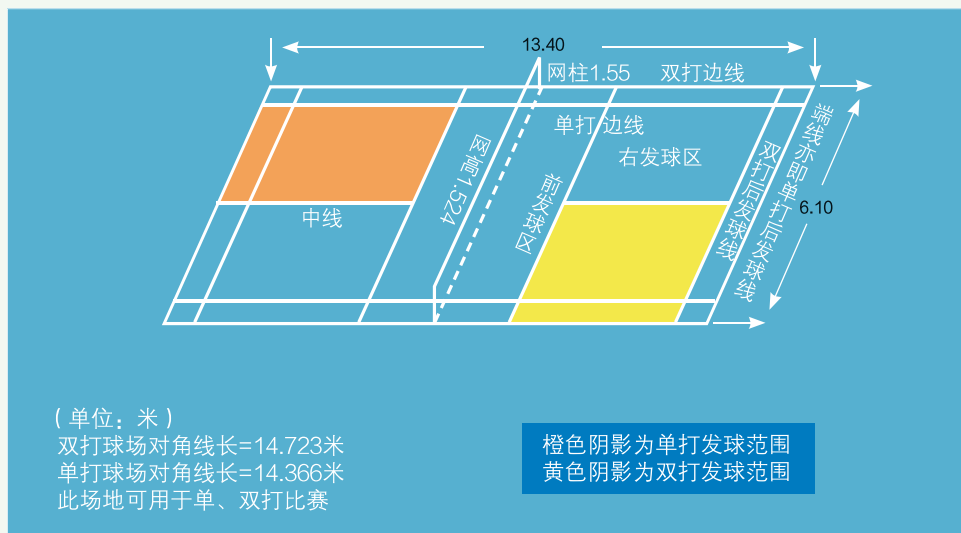 13.40
网柱1.55
双打边线
单打边线
右发球区
网高1.524
前发球区
双打后发球线
端线亦即单打后发球线
6.10
中线
(单位：米)
双打球场对角线长=14.723米
单打球场对角线长=14.366米
此场地可用于单、双打比赛
橙色阴影为单打发球范围
黄色阴影为双打发球范围